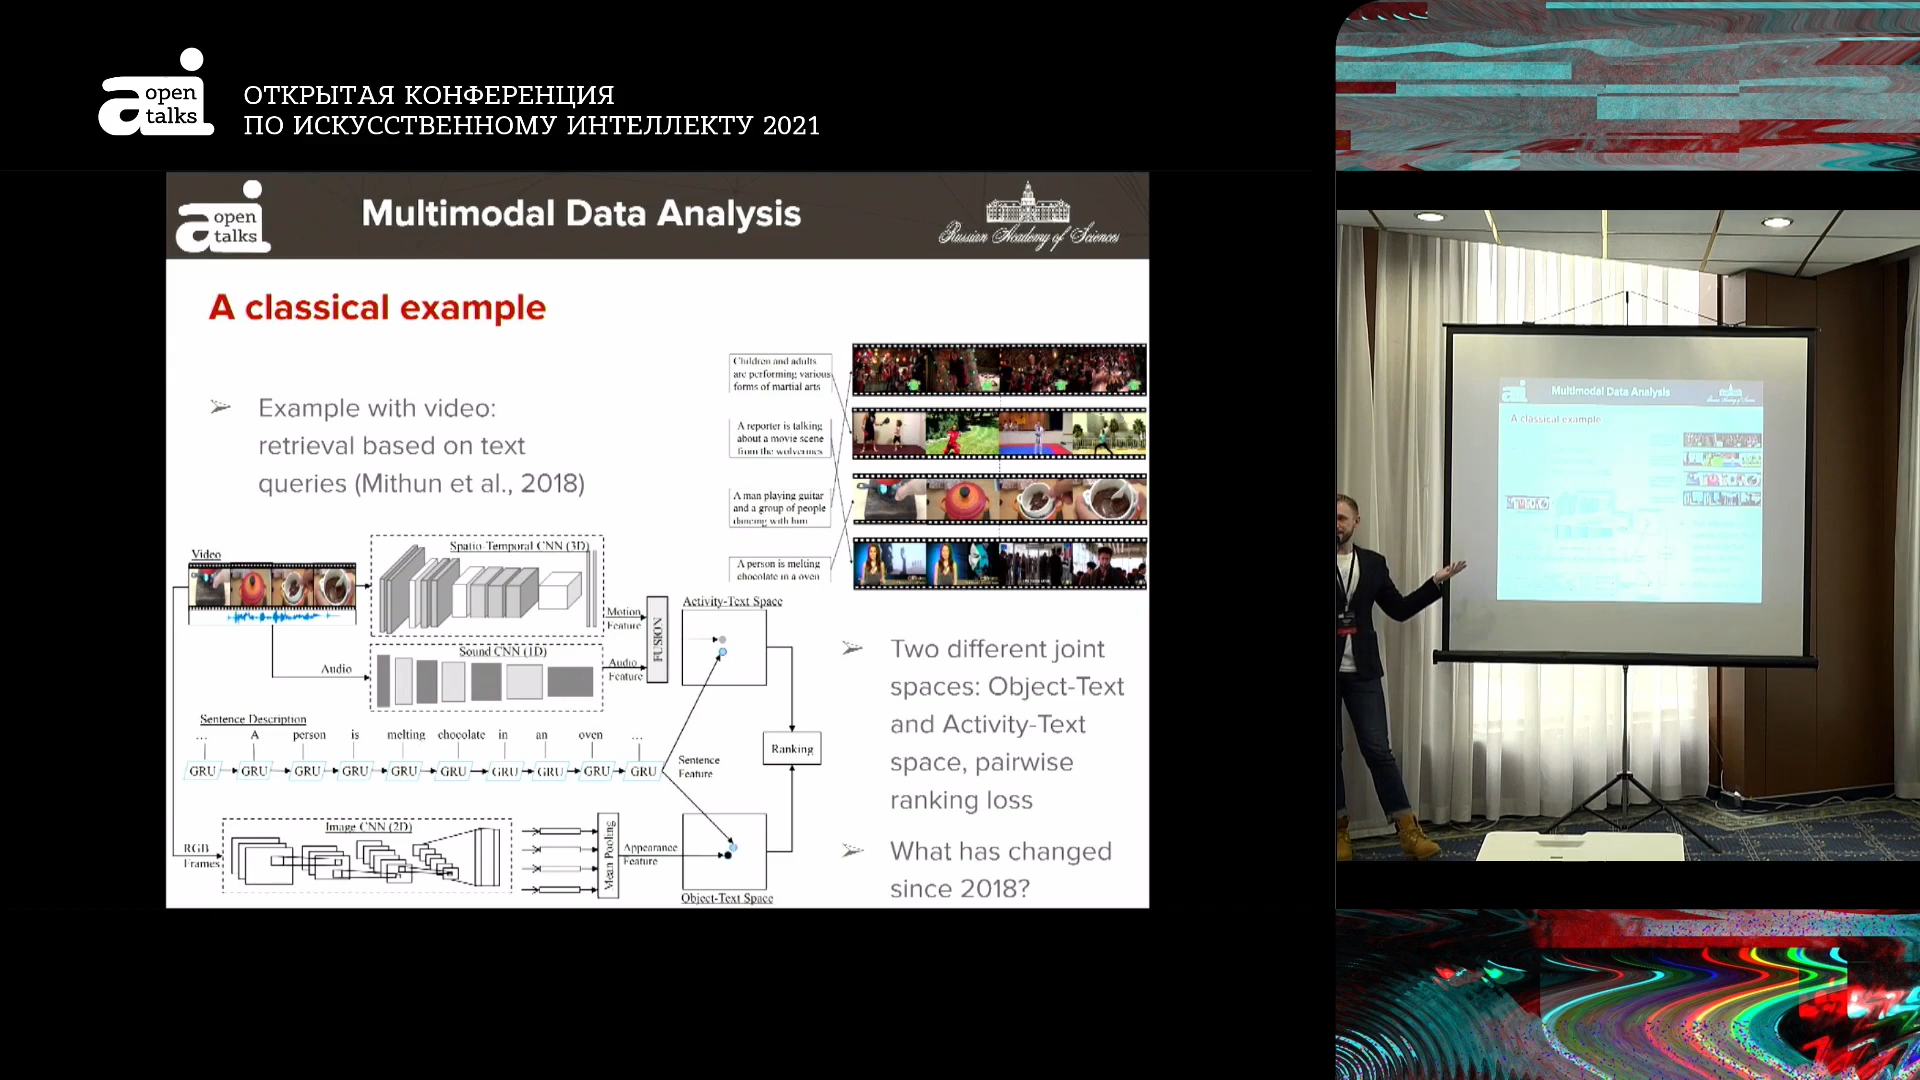 open
talks
ОТКРЫТАЯ КОНФЕРЕНЦИЯ
ПО ИСКУССТВЕННОМУ ИНТЕЛЛЕКТУ 2021
open
talks
Multimodal Data Analysis
Russian Academy of Sciences
A classical example
➢ Example with video:
retrieval based on text
queries (Mithun et al., 2018)
Children and adults
are performing various
forms of martial arts
A reporter is talking
about a movie scene
from the wolverines
A man playing guitar
and a group of people
dancing with him
A person is melting
chocolate in a oven
Video
Spatio-Temporal CNN (3D)
Motion
Feature
FUSION
Activity-Text Space
Audio
Sound CNN (1D)
Audio
Feature
Sentence Description
... A person is melting chocolate in an oven ...
GRU GRU GRU GRU GRU GRU GRU GRU GRU GRU
Sentence
Feature
Ranking
RGB
Frames
Image CNN (2D)
Mean Pooling
Appearance
Feature
Object-Text Space
➢ Two different joint
spaces: Object-Text
and Activity-Text
space, pairwise
ranking loss
➢ What has changed
since 2018?
Multimodal Data Analysis
A classical example